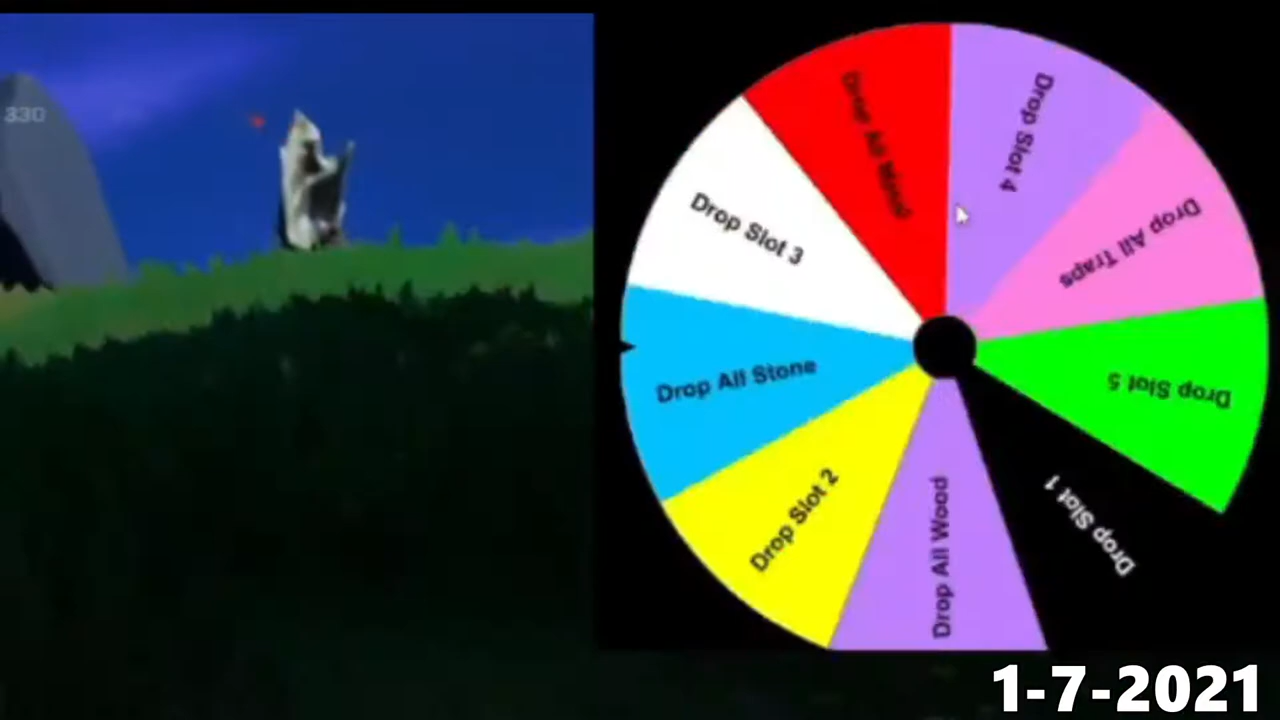 330
Drop All Metal
Drop Slot 4
Drop All Traps
Drop Slot 5
Drop Slot 1
Drop All Wood
Drop Slot 2
Drop All Stone
Drop Slot 3
1-7-2021